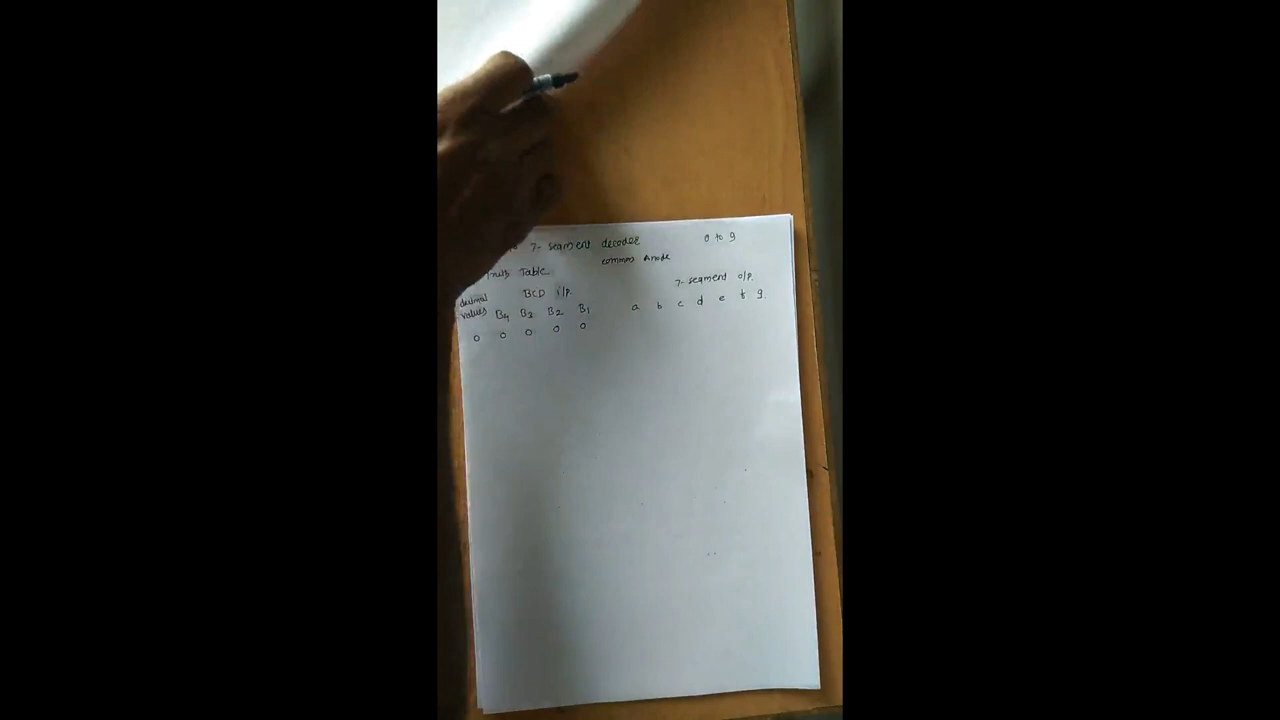 7- segment decoder 0 to 9
common Anode
Truth Table
7-segment o/p.
decimal values BCD i/p.
B4 B3 B2 B1 a b c d e f g.
0 0 0 0 0